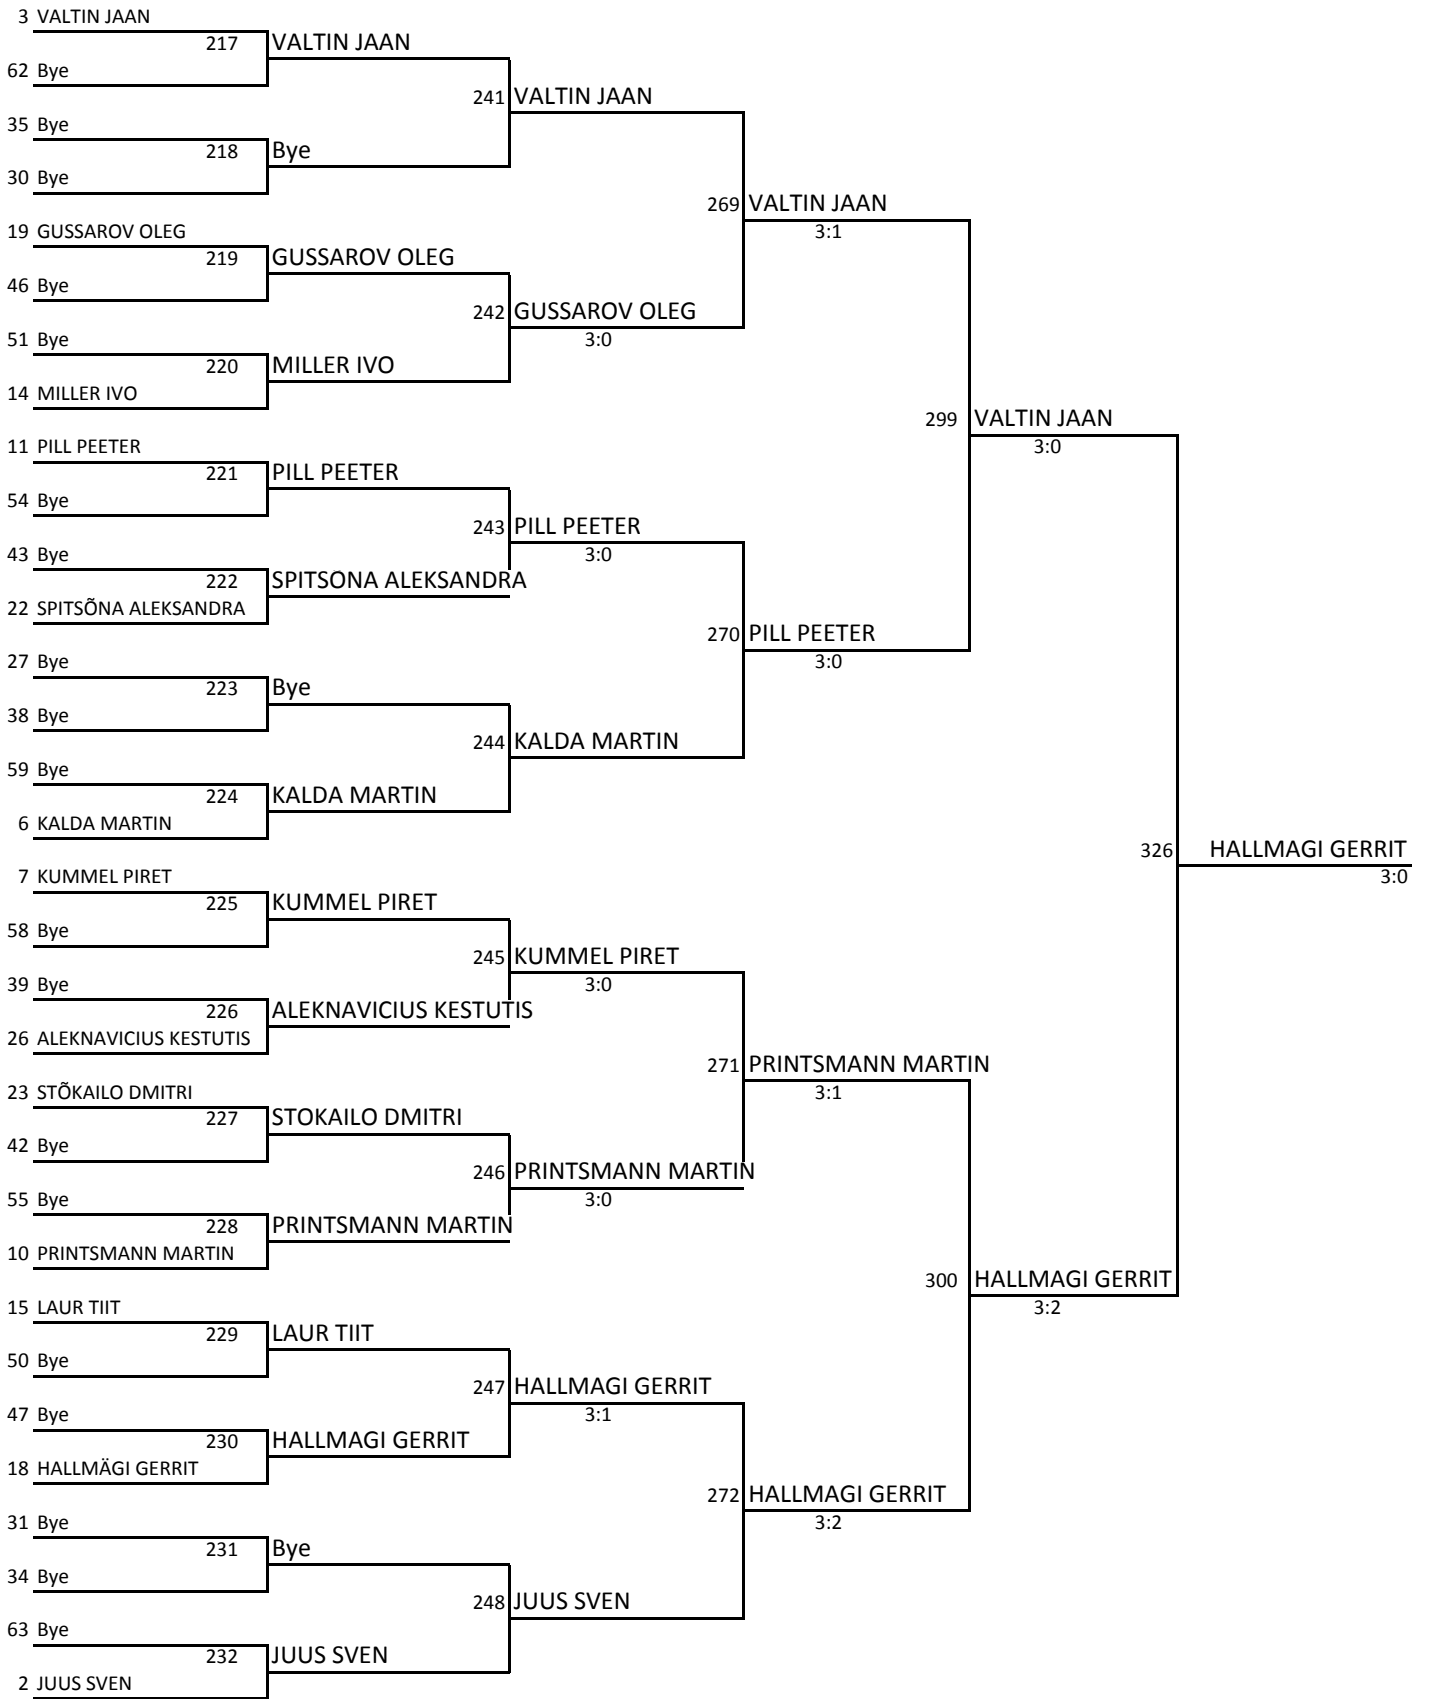 3 VALTIN JAAN
217 VALTIN JAAN
62 Bye
241 VALTIN JAAN
35 Bye
218 Bye
30 Bye
269 VALTIN JAAN
3:1
19 GUSSAROV OLEG
219 GUSSAROV OLEG
46 Bye
242 GUSSAROV OLEG
3:0
51 Bye
220 MILLER IVO
14 MILLER IVO
299 VALTIN JAAN
3:0
11 PILL PEETER
221 PILL PEETER
54 Bye
243 PILL PEETER
3:0
43 Bye
222 SPITSONA ALEKSANDRA
22 SPITSÕNA ALEKSANDRA
270 PILL PEETER
3:0
27 Bye
223 Bye
38 Bye
244 KALDA MARTIN
59 Bye
224 KALDA MARTIN
6 KALDA MARTIN
326 HALLMAGI GERRIT
3:0
7 KUMMEL PIRET
225 KUMMEL PIRET
58 Bye
245 KUMMEL PIRET
3:0
39 Bye
226 ALEKNAVICIUS KESTUTIS
26 ALEKNAVICIUS KESTUTIS
271 PRINTSMANN MARTIN
3:1
23 STÕKAILO DMITRI
227 STOKAILO DMITRI
42 Bye
246 PRINTSMANN MARTIN
3:0
55 Bye
228 PRINTSMANN MARTIN
10 PRINTSMANN MARTIN
300 HALLMAGI GERRIT
3:2
15 LAUR TIIT
229 LAUR TIIT
50 Bye
247 HALLMAGI GERRIT
3:1
47 Bye
230 HALLMAGI GERRIT
18 HALLMÄGI GERRIT
272 HALLMAGI GERRIT
3:2
31 Bye
231 Bye
34 Bye
248 JUUS SVEN
63 Bye
232 JUUS SVEN
2 JUUS SVEN